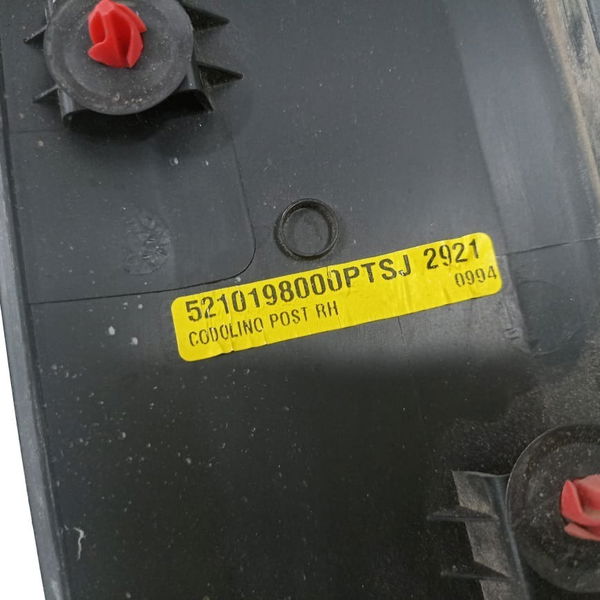 5210198000PTSJ 2921
0994
CODOLINO POST RH